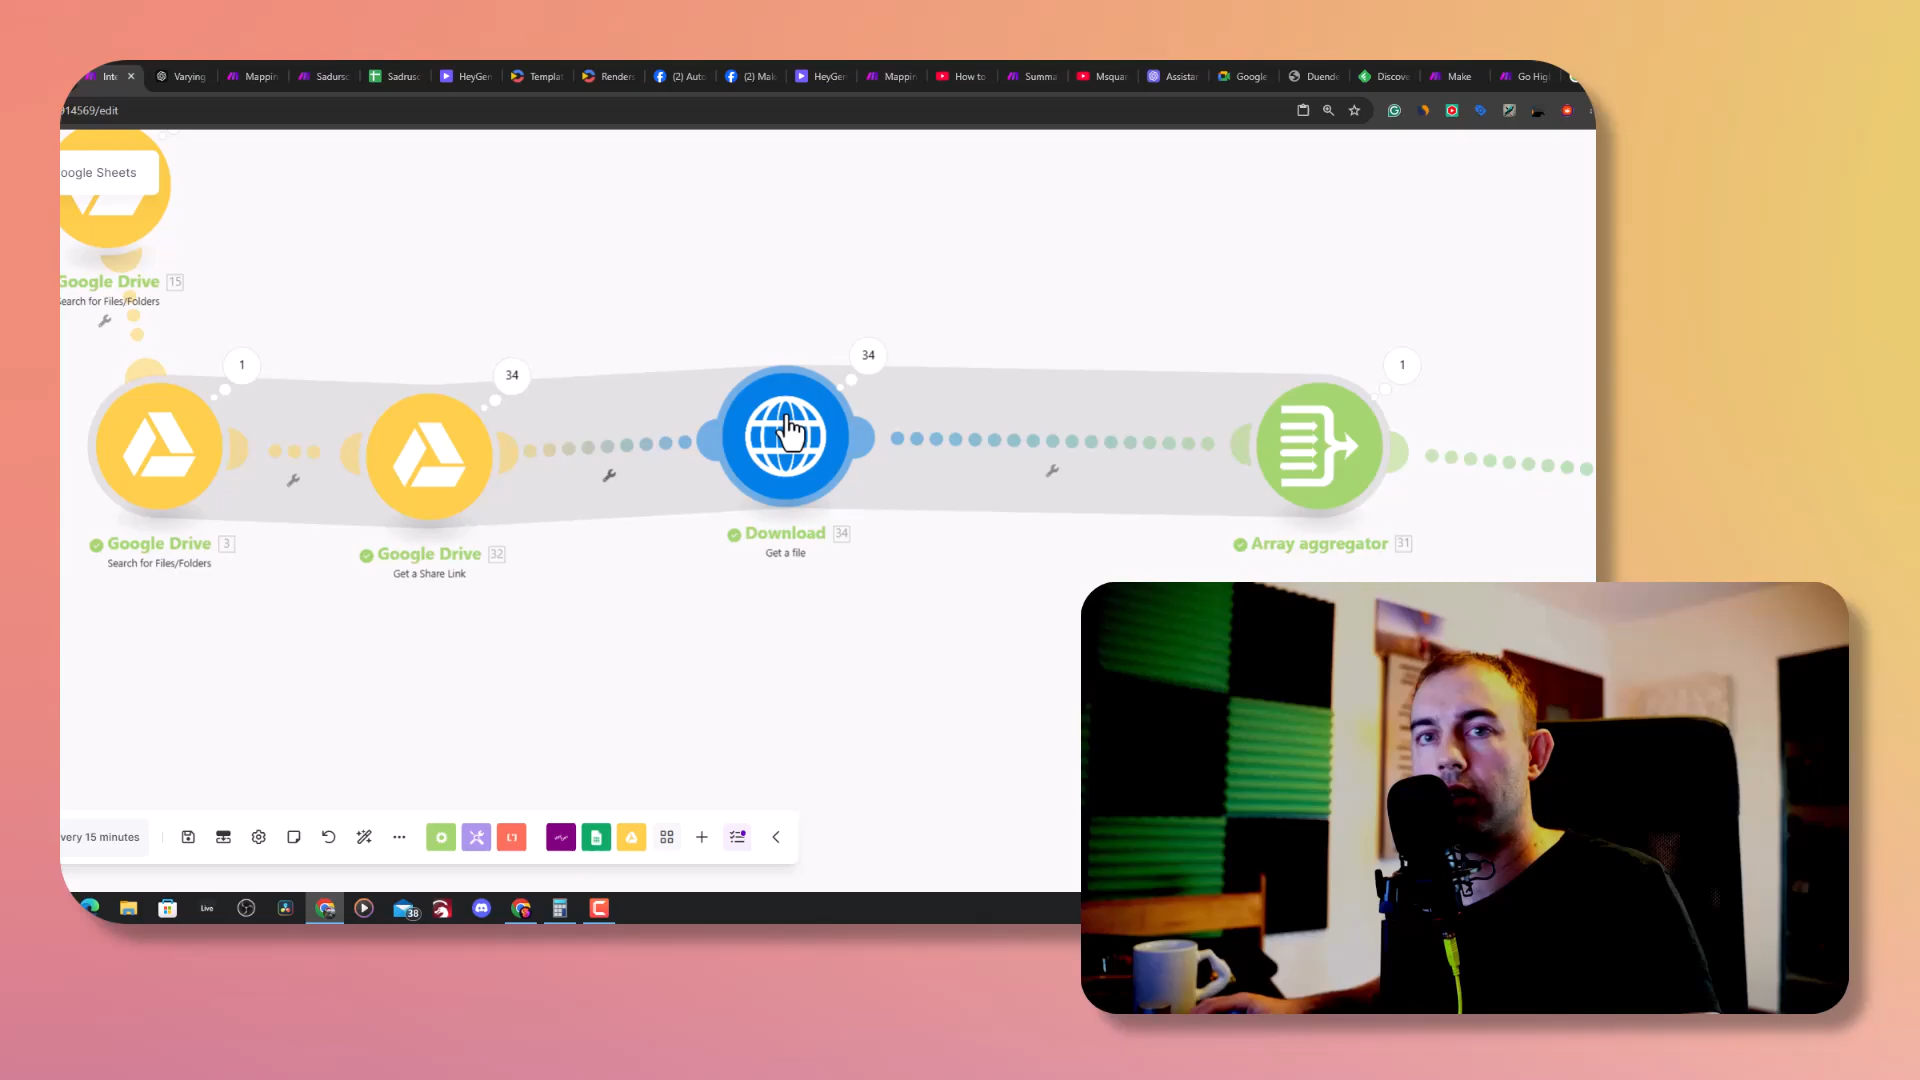 Inte
Varying
Mappin
Sadurs
Sadrus
HeyGen
Templat
Renders
(2) Auto
(2) Mak
HeyGen
Mappin
How to
Summa
Msquar
Assistar
Google
Duende
Discove
Make
Go High
914569/edit
oogle Sheets
Google Drive 15
Search for Files/Folders
1
34
34
1
Google Drive 3
Search for Files/Folders
Google Drive 32
Get a Share Link
Download 34
Get a file
Array aggregator 31
very 15 minutes
Live
38